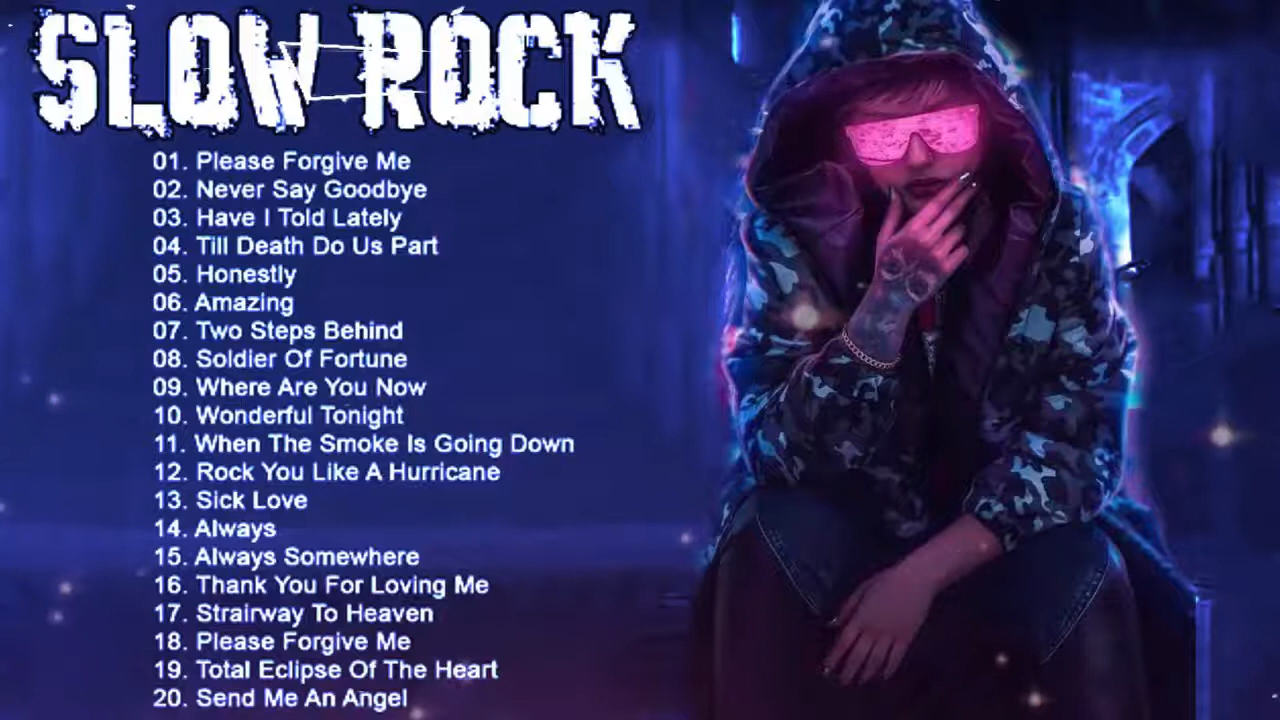 SLOW ROCK
01. Please Forgive Me
02. Never Say Goodbye
03. Have I Told Lately
04. Till Death Do Us Part
05. Honestly
06. Amazing
07. Two Steps Behind
08. Soldier Of Fortune
09. Where Are You Now
10. Wonderful Tonight
11. When The Smoke Is Going Down
12. Rock You Like A Hurricane
13. Sick Love
14. Always
15. Always Somewhere
16. Thank You For Loving Me
17. Strairway To Heaven
18. Please Forgive Me
19. Total Eclipse Of The Heart
20. Send Me An Angel